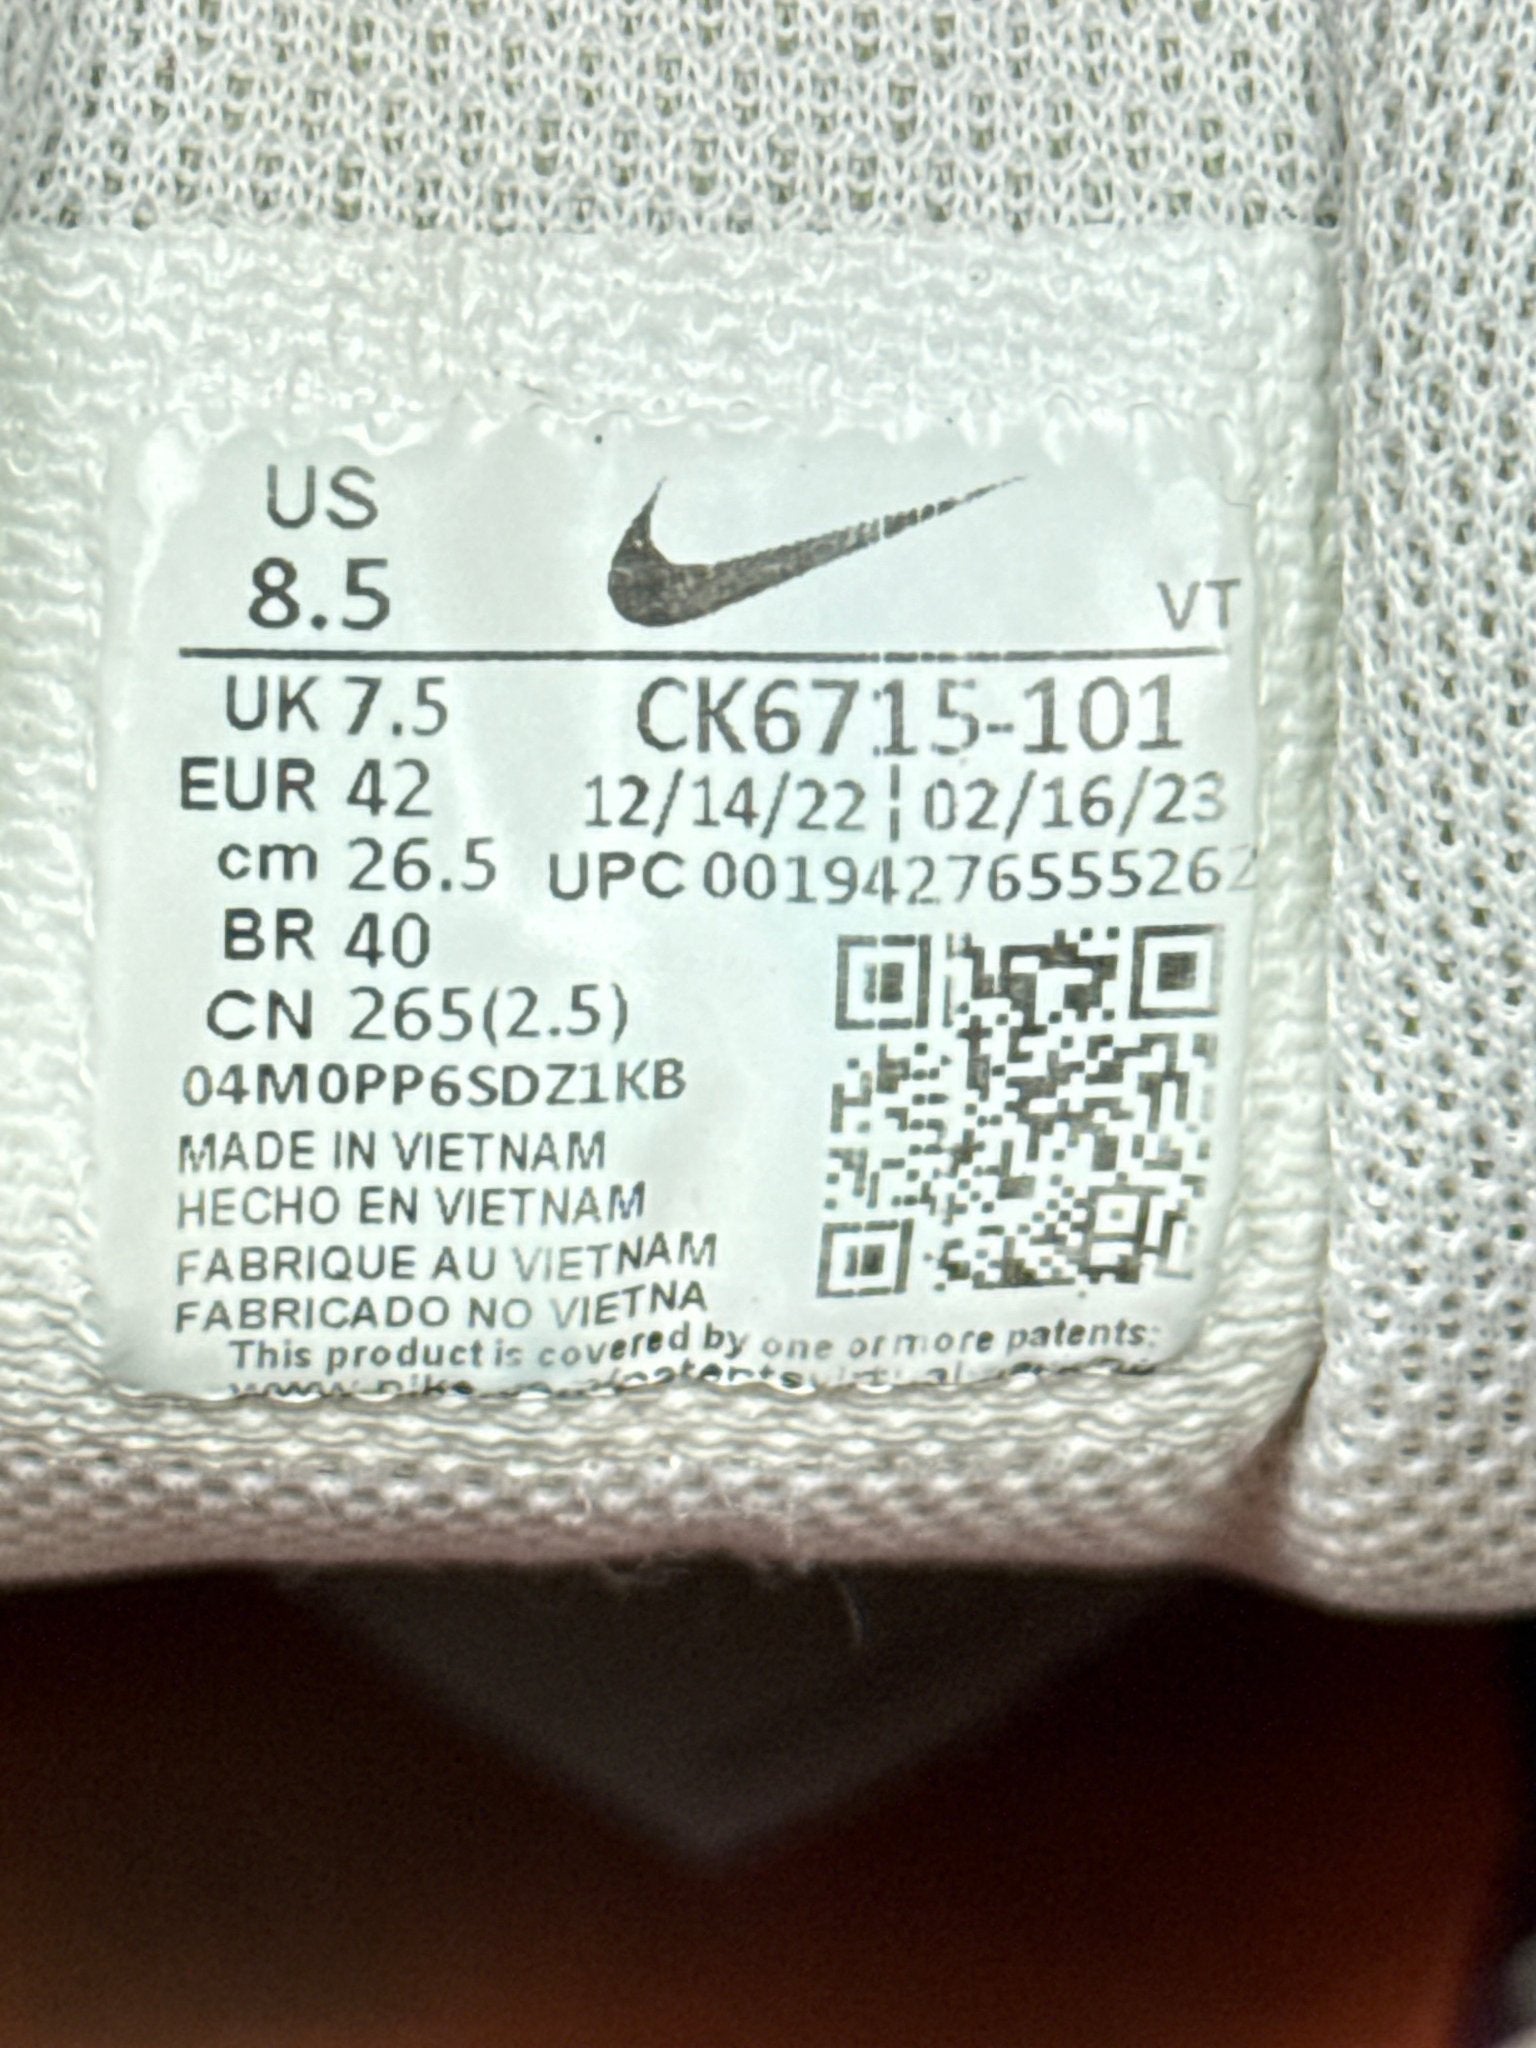 US
8.5
VT
UK 7.5
CK6715-101
EUR 42
12/14/22 | 02/16/23
cm 26.5
UPC 00194276555262
BR 40
CN 265(2.5)
04M0PP6SDZ1KB
MADE IN VIETNAM
HECHO EN VIETNAM
FABRIQUE AU VIETNAM
FABRICADO NO VIETNA
This product is covered by one or more patents: